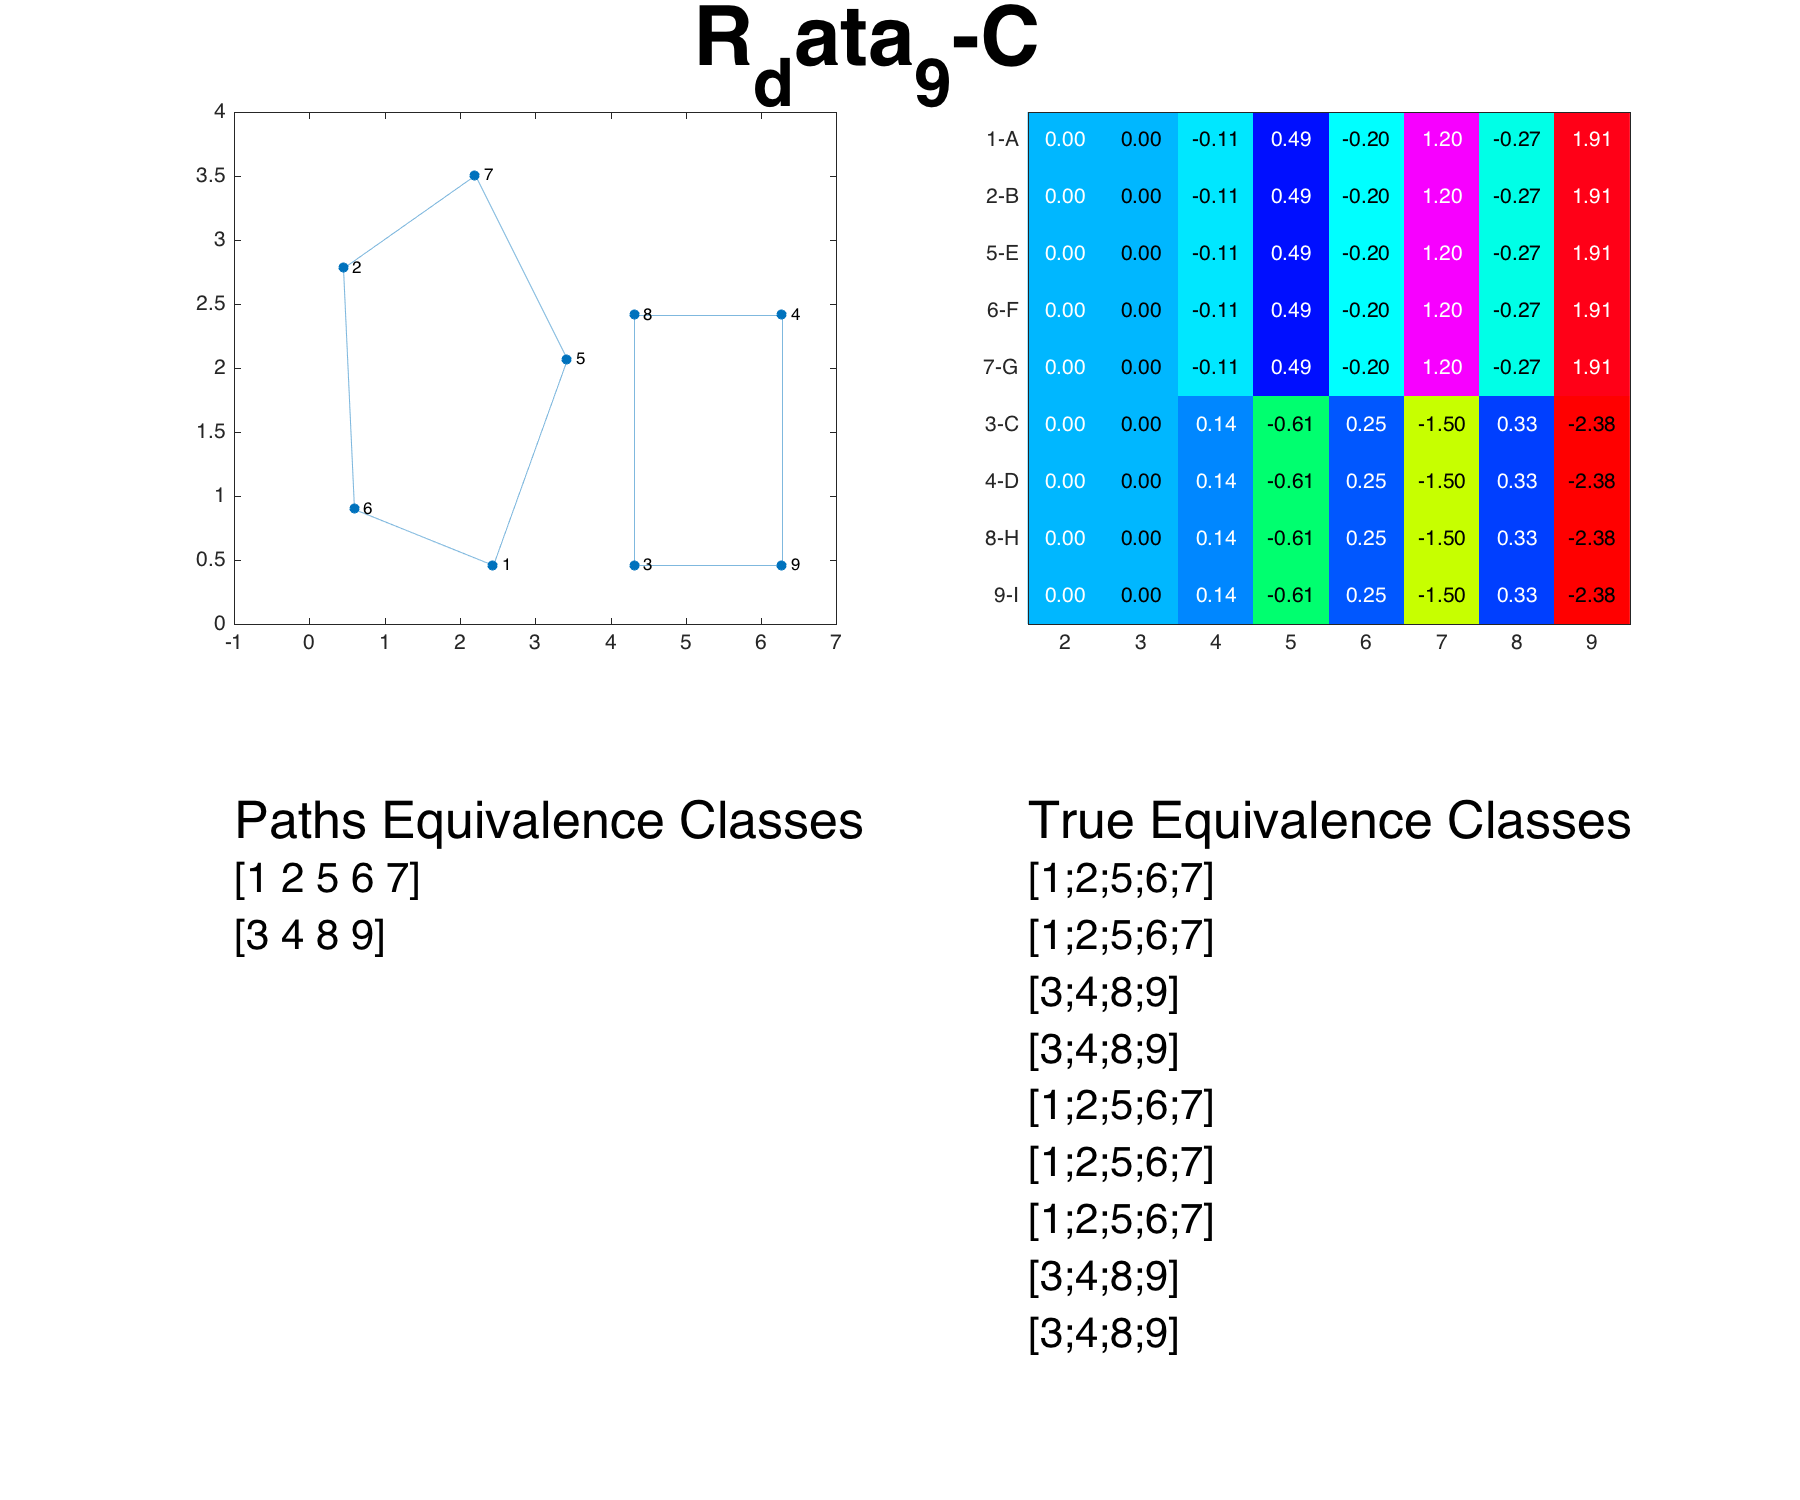 R_data_9-C
4
3.5
3
2.5
2
1.5
1
0.5
0
-1 0 1 2 3 4 5 6 7
7
2
8 4
5
6
1 3 9
1-A 0.00 0.00 -0.11 0.49 -0.20 1.20 -0.27 1.91
2-B 0.00 0.00 -0.11 0.49 -0.20 1.20 -0.27 1.91
5-E 0.00 0.00 -0.11 0.49 -0.20 1.20 -0.27 1.91
6-F 0.00 0.00 -0.11 0.49 -0.20 1.20 -0.27 1.91
7-G 0.00 0.00 -0.11 0.49 -0.20 1.20 -0.27 1.91
3-C 0.00 0.00 0.14 -0.61 0.25 -1.50 0.33 -2.38
4-D 0.00 0.00 0.14 -0.61 0.25 -1.50 0.33 -2.38
8-H 0.00 0.00 0.14 -0.61 0.25 -1.50 0.33 -2.38
9-I 0.00 0.00 0.14 -0.61 0.25 -1.50 0.33 -2.38
2 3 4 5 6 7 8 9
Paths Equivalence Classes
[1 2 5 6 7]
[3 4 8 9]
True Equivalence Classes
[1;2;5;6;7]
[1;2;5;6;7]
[3;4;8;9]
[3;4;8;9]
[1;2;5;6;7]
[1;2;5;6;7]
[1;2;5;6;7]
[3;4;8;9]
[3;4;8;9]